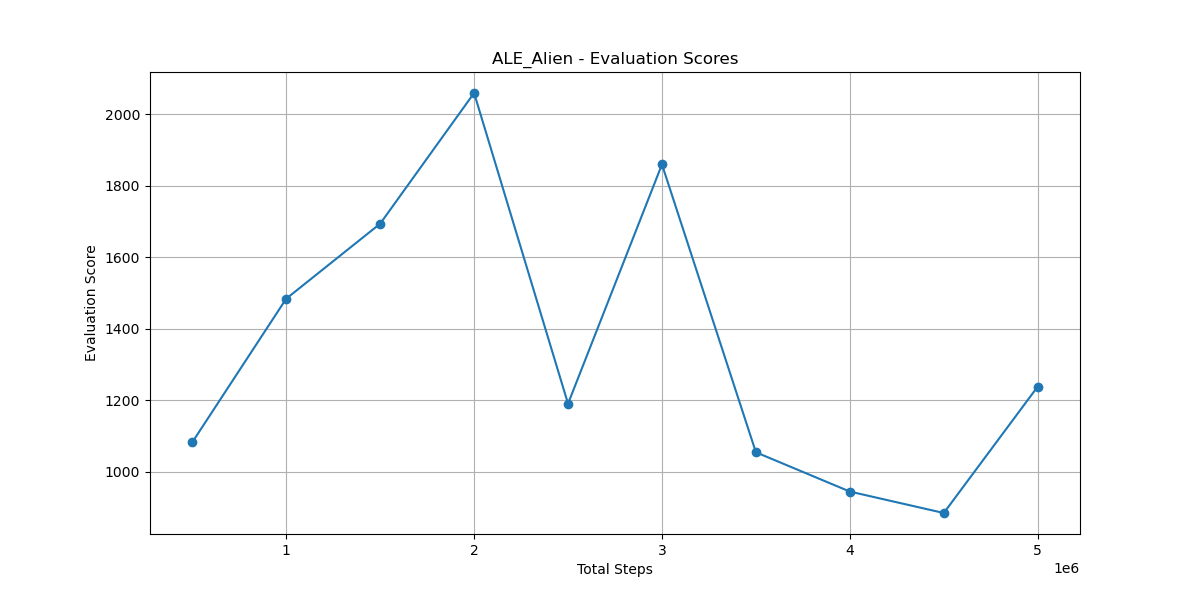 ALE_Alien - Evaluation Scores
2000
1800
1600
1400
1200
1000
Evaluation Score
1 2 3 4 5
1e6
Total Steps